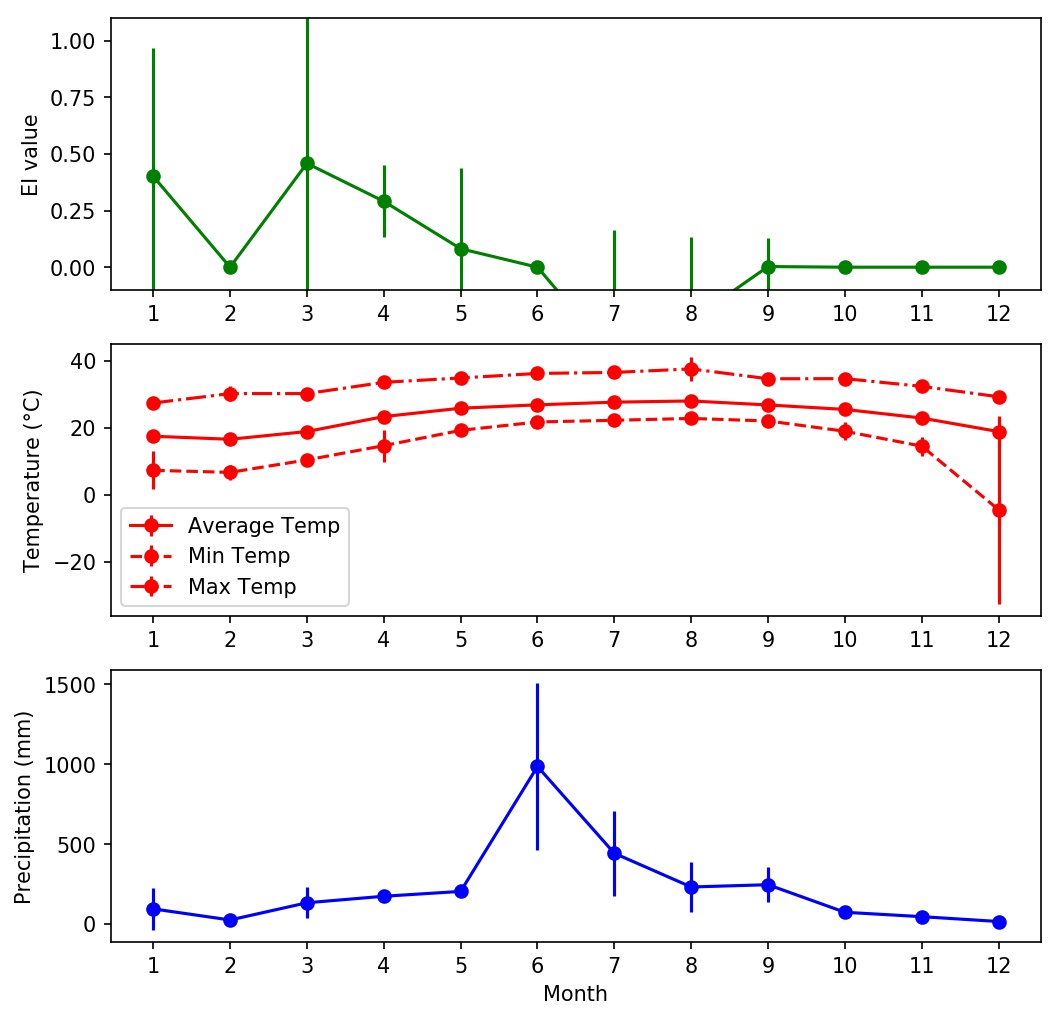 EI value
1.00
0.75
0.50
0.25
0.00
1 2 3 4 5 6 7 8 9 10 11 12
Temperature (°C)
40
20
0
−20
Average Temp
Min Temp
Max Temp
1 2 3 4 5 6 7 8 9 10 11 12
Precipitation (mm)
1500
1000
500
0
1 2 3 4 5 6 7 8 9 10 11 12
Month